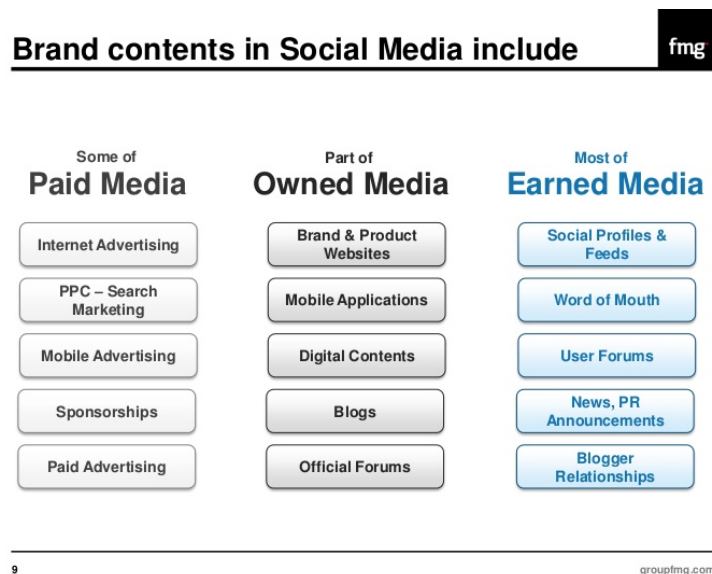 Brand contents in Social Media include
fmg
Some of
Paid Media
Internet Advertising
PPC – Search
Marketing
Mobile Advertising
Sponsorships
Paid Advertising
Part of
Owned Media
Brand & Product
Websites
Mobile Applications
Digital Contents
Blogs
Official Forums
Most of
Earned Media
Social Profiles &
Feeds
Word of Mouth
User Forums
News, PR
Announcements
Blogger
Relationships
9
groupfmg.com